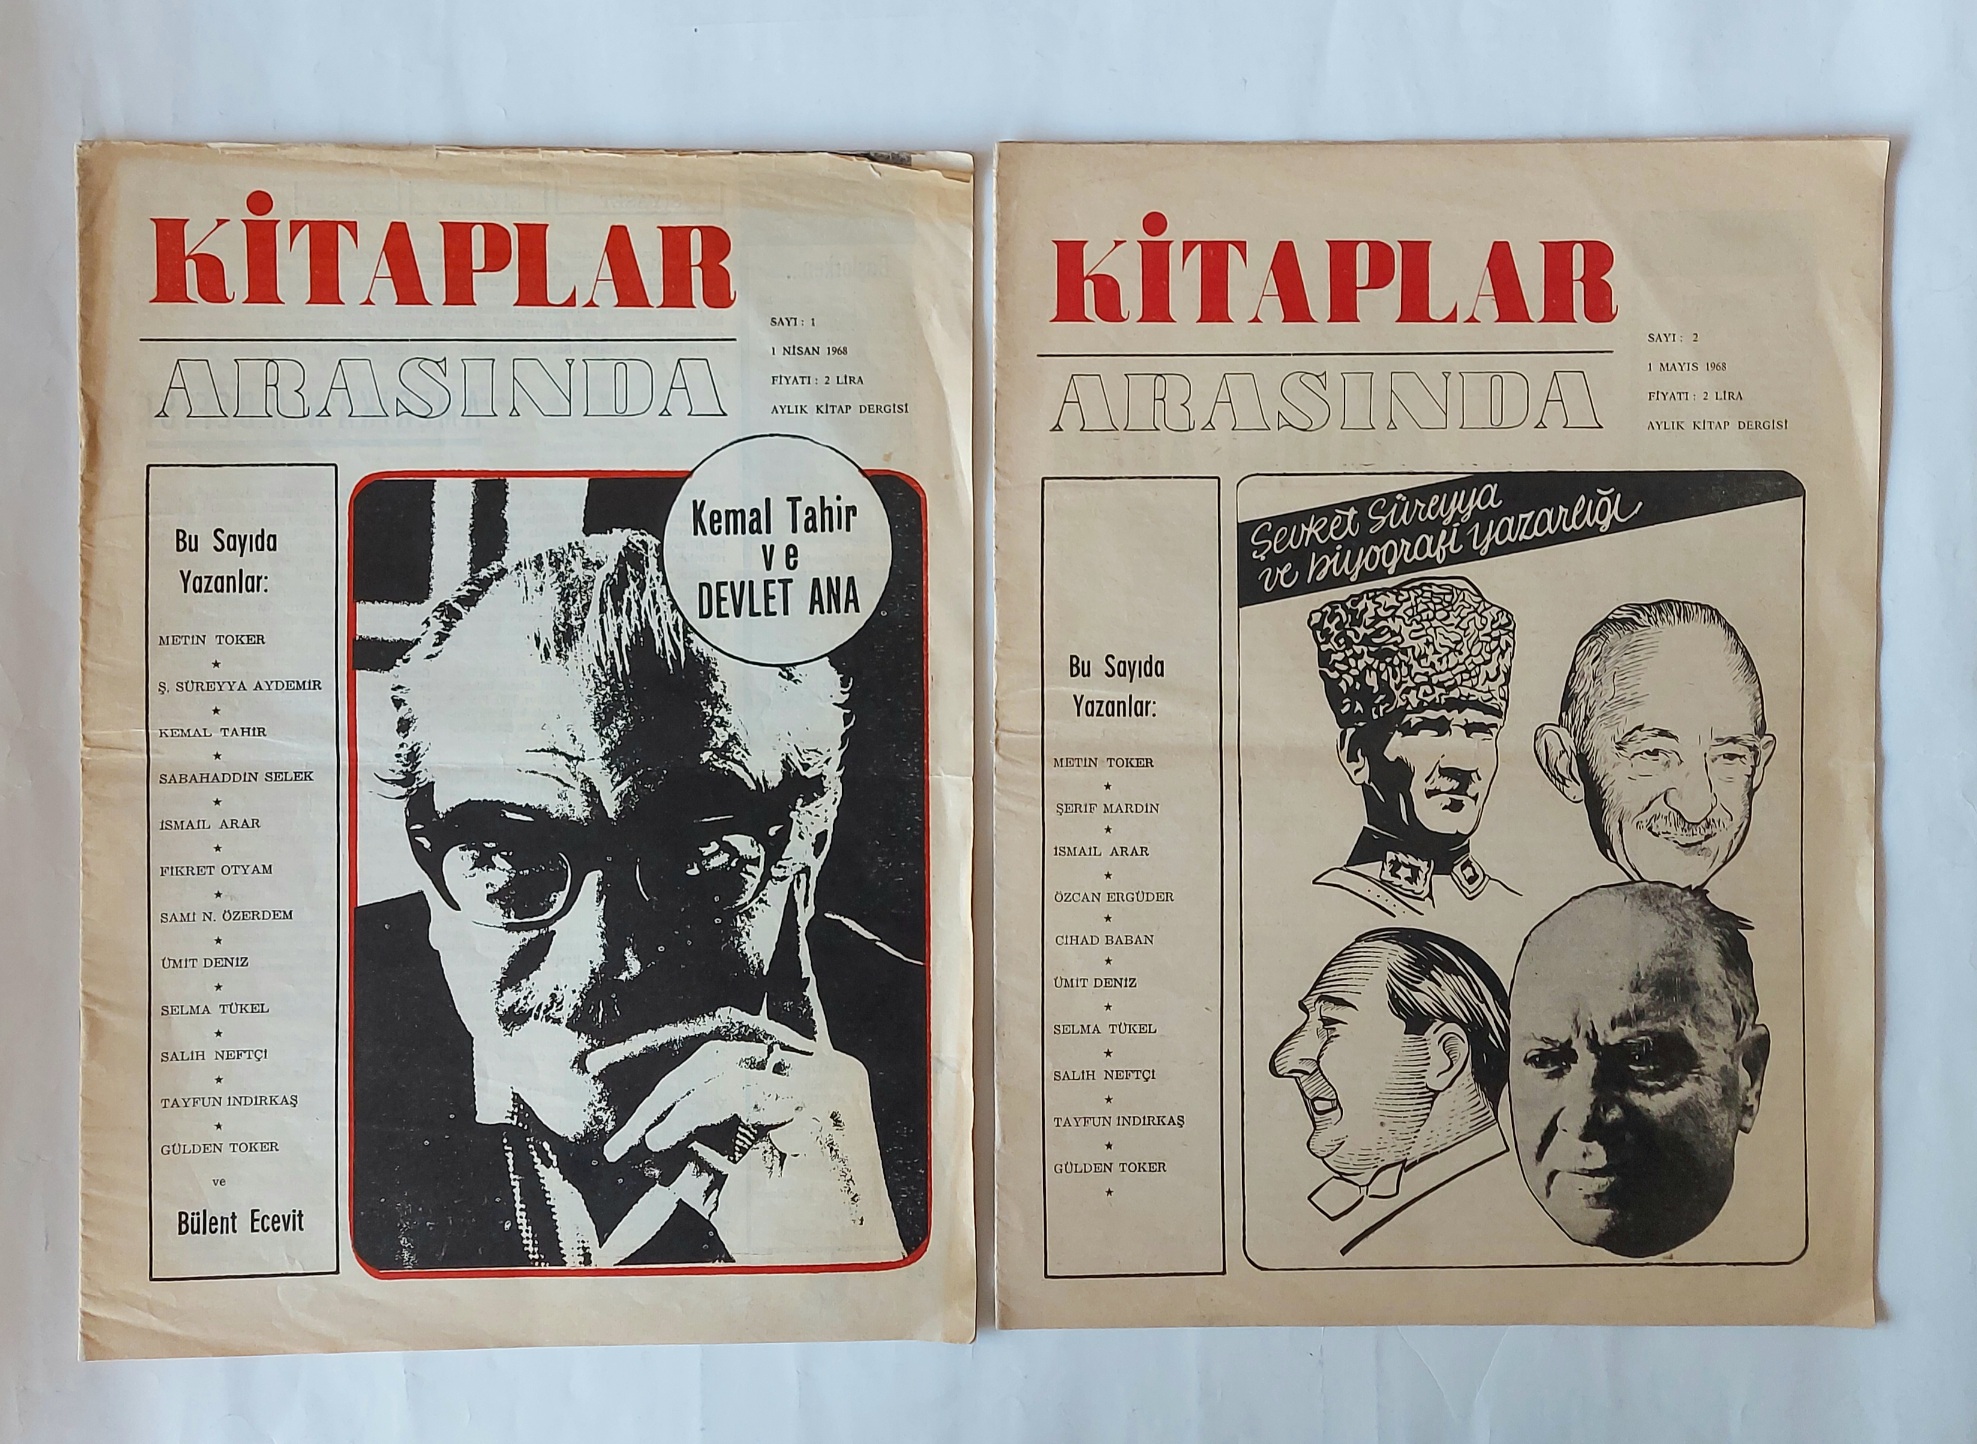 KİTAPLAR
ARASINDA
SAYI : 1
1 NİSAN 1968
FİYATI : 2 LİRA
AYLIK KİTAP DERGİSİ
Bu Sayıda
Yazanlar:
METİN TOKER
Ş. SÜREYYA AYDEMİR
KEMAL TAHİR
SABAHADDİN SELEK
İSMAİL ARAR
FİKRET OTYAM
SAMİ N. ÖZERDEM
ÜMİT DENİZ
SELMA TÜKEL
SALİH NEFTÇİ
TAYFUN İNDİRKAŞ
GÜLDEN TOKER
ve
Bülent Ecevit
Kemal Tahir
ve
DEVLET ANA
KİTAPLAR
ARASINDA
SAYI : 2
1 MAYIS 1968
FİYATI : 2 LİRA
AYLIK KİTAP DERGİSİ
Bu Sayıda
Yazanlar:
METİN TOKER
ŞERİF MARDİN
İSMAİL ARAR
ÖZCAN ERGÜDER
CİHAD BABAN
ÜMİT DENİZ
SELMA TÜKEL
SALİH NEFTÇİ
TAYFUN İNDİRKAŞ
GÜLDEN TOKER
Şevket Süreyya
ve biyografi yazarlığı